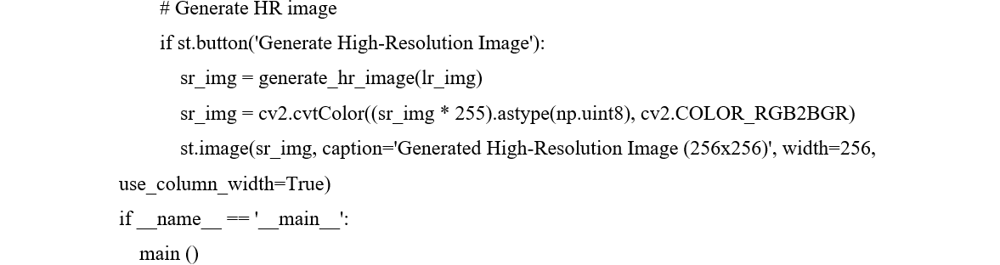 # Generate HR image
if st.button('Generate High-Resolution Image'):
sr_img = generate_hr_image(lr_img)
sr_img = cv2.cvtColor((sr_img * 255).astype(np.uint8), cv2.COLOR_RGB2BGR)
st.image(sr_img, caption='Generated High-Resolution Image (256x256)', width=256,
use_column_width=True)
if __name__ == '__main__':
main ()